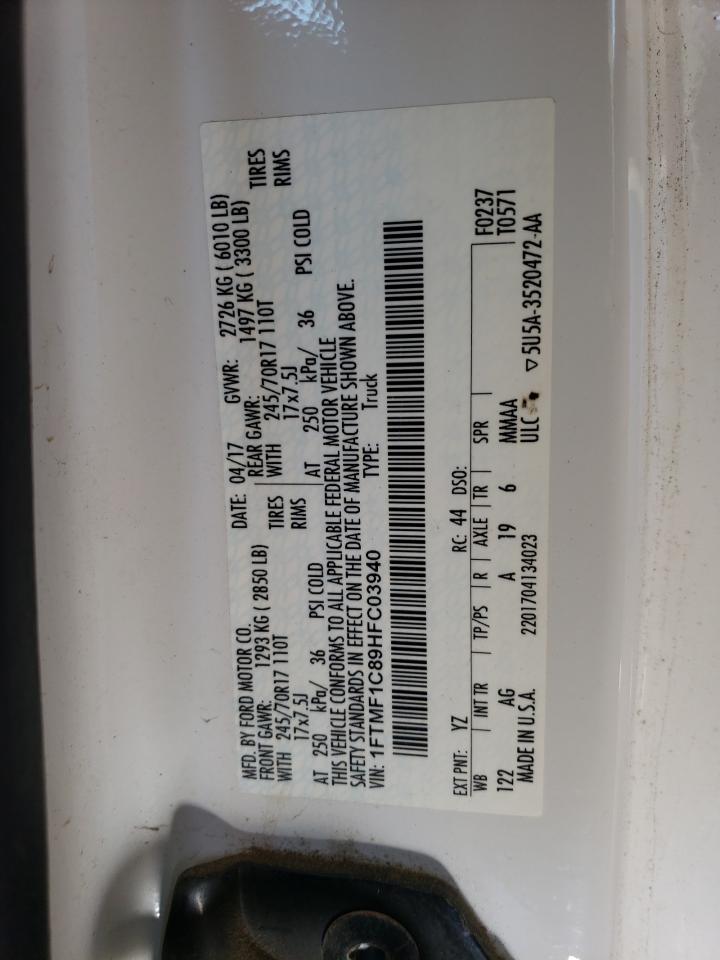 MFD. BY FORD MOTOR CO.
DATE: 04/17 GVWR: 2726 KG ( 6010 LB)
FRONT GAWR: 1293 KG ( 2850 LB) REAR GAWR: 1497 KG ( 3300 LB)
WITH 245/70R17 110T TIRES WITH 245/70R17 110T TIRES
17x7.5J RIMS 17x7.5J RIMS
AT 250 kPa/ 36 PSI COLD AT 250 kPa/ 36 PSI COLD
THIS VEHICLE CONFORMS TO ALL APPLICABLE FEDERAL MOTOR VEHICLE
SAFETY STANDARDS IN EFFECT ON THE DATE OF MANUFACTURE SHOWN ABOVE.
VIN: 1FTMF1C89HFC03940 TYPE: Truck
EXT PNT: YZ RC: 44 DSO: F0237
WB INT TR TP/PS R AXLE TR SPR T0571
122 AG A 19 6 MMAA
MADE IN U.S.A. 2201704134023 ULC ▽5U5A-3520472-AA